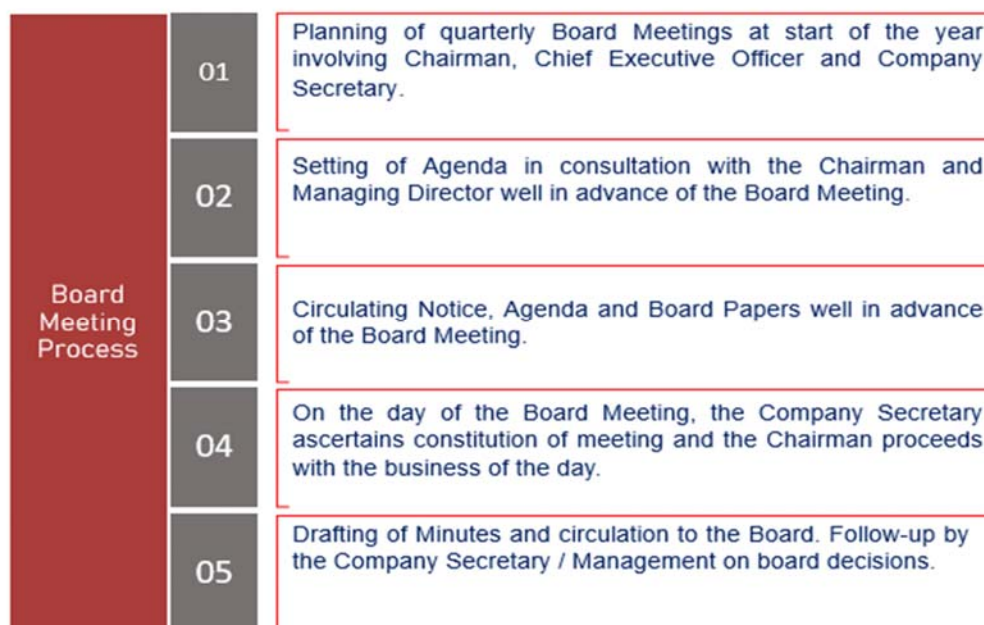 Board
Meeting
Process
01
Planning of quarterly Board Meetings at start of the year
involving Chairman, Chief Executive Officer and Company
Secretary.
02
Setting of Agenda in consultation with the Chairman and
Managing Director well in advance of the Board Meeting.
03
Circulating Notice, Agenda and Board Papers well in advance
of the Board Meeting.
04
On the day of the Board Meeting, the Company Secretary
ascertains constitution of meeting and the Chairman proceeds
with the business of the day.
05
Drafting of Minutes and circulation to the Board. Follow-up by
the Company Secretary / Management on board decisions.